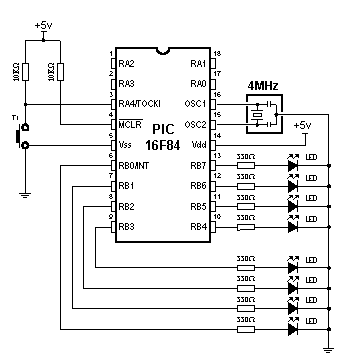 +5v
10KΩ
10KΩ
T1
1 RA2 RA1 18
2 RA3 RA0 17
3 RA4/TOCKI OSC1 16
4 MCLR OSC2 15
5 Vss Vdd 14
6 RB0/INT RB7 13
7 RB1 RB6 12
8 RB2 RB5 11
9 RB3 RB4 10
PIC
16F84
4MHz
+5v
330Ω LED
330Ω LED
330Ω LED
330Ω LED
330Ω LED
330Ω LED
330Ω LED
330Ω LED